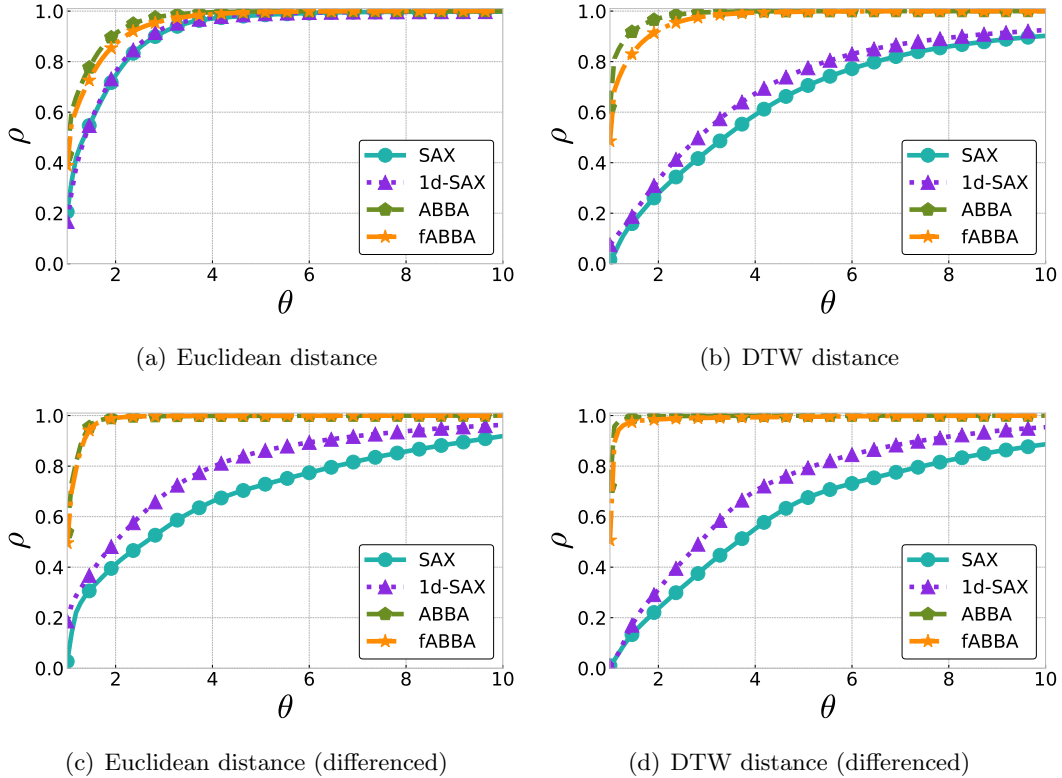 1.0
0.8
0.6
0.4
0.2
0.0
ρ
2 4 6 8 10
θ
SAX
1d-SAX
ABBA
fABBA
(a) Euclidean distance
1.0
0.8
0.6
0.4
0.2
0.0
ρ
2 4 6 8 10
θ
SAX
1d-SAX
ABBA
fABBA
(b) DTW distance
1.0
0.8
0.6
0.4
0.2
0.0
ρ
2 4 6 8 10
θ
SAX
1d-SAX
ABBA
fABBA
(c) Euclidean distance (differenced)
1.0
0.8
0.6
0.4
0.2
0.0
ρ
2 4 6 8 10
θ
SAX
1d-SAX
ABBA
fABBA
(d) DTW distance (differenced)